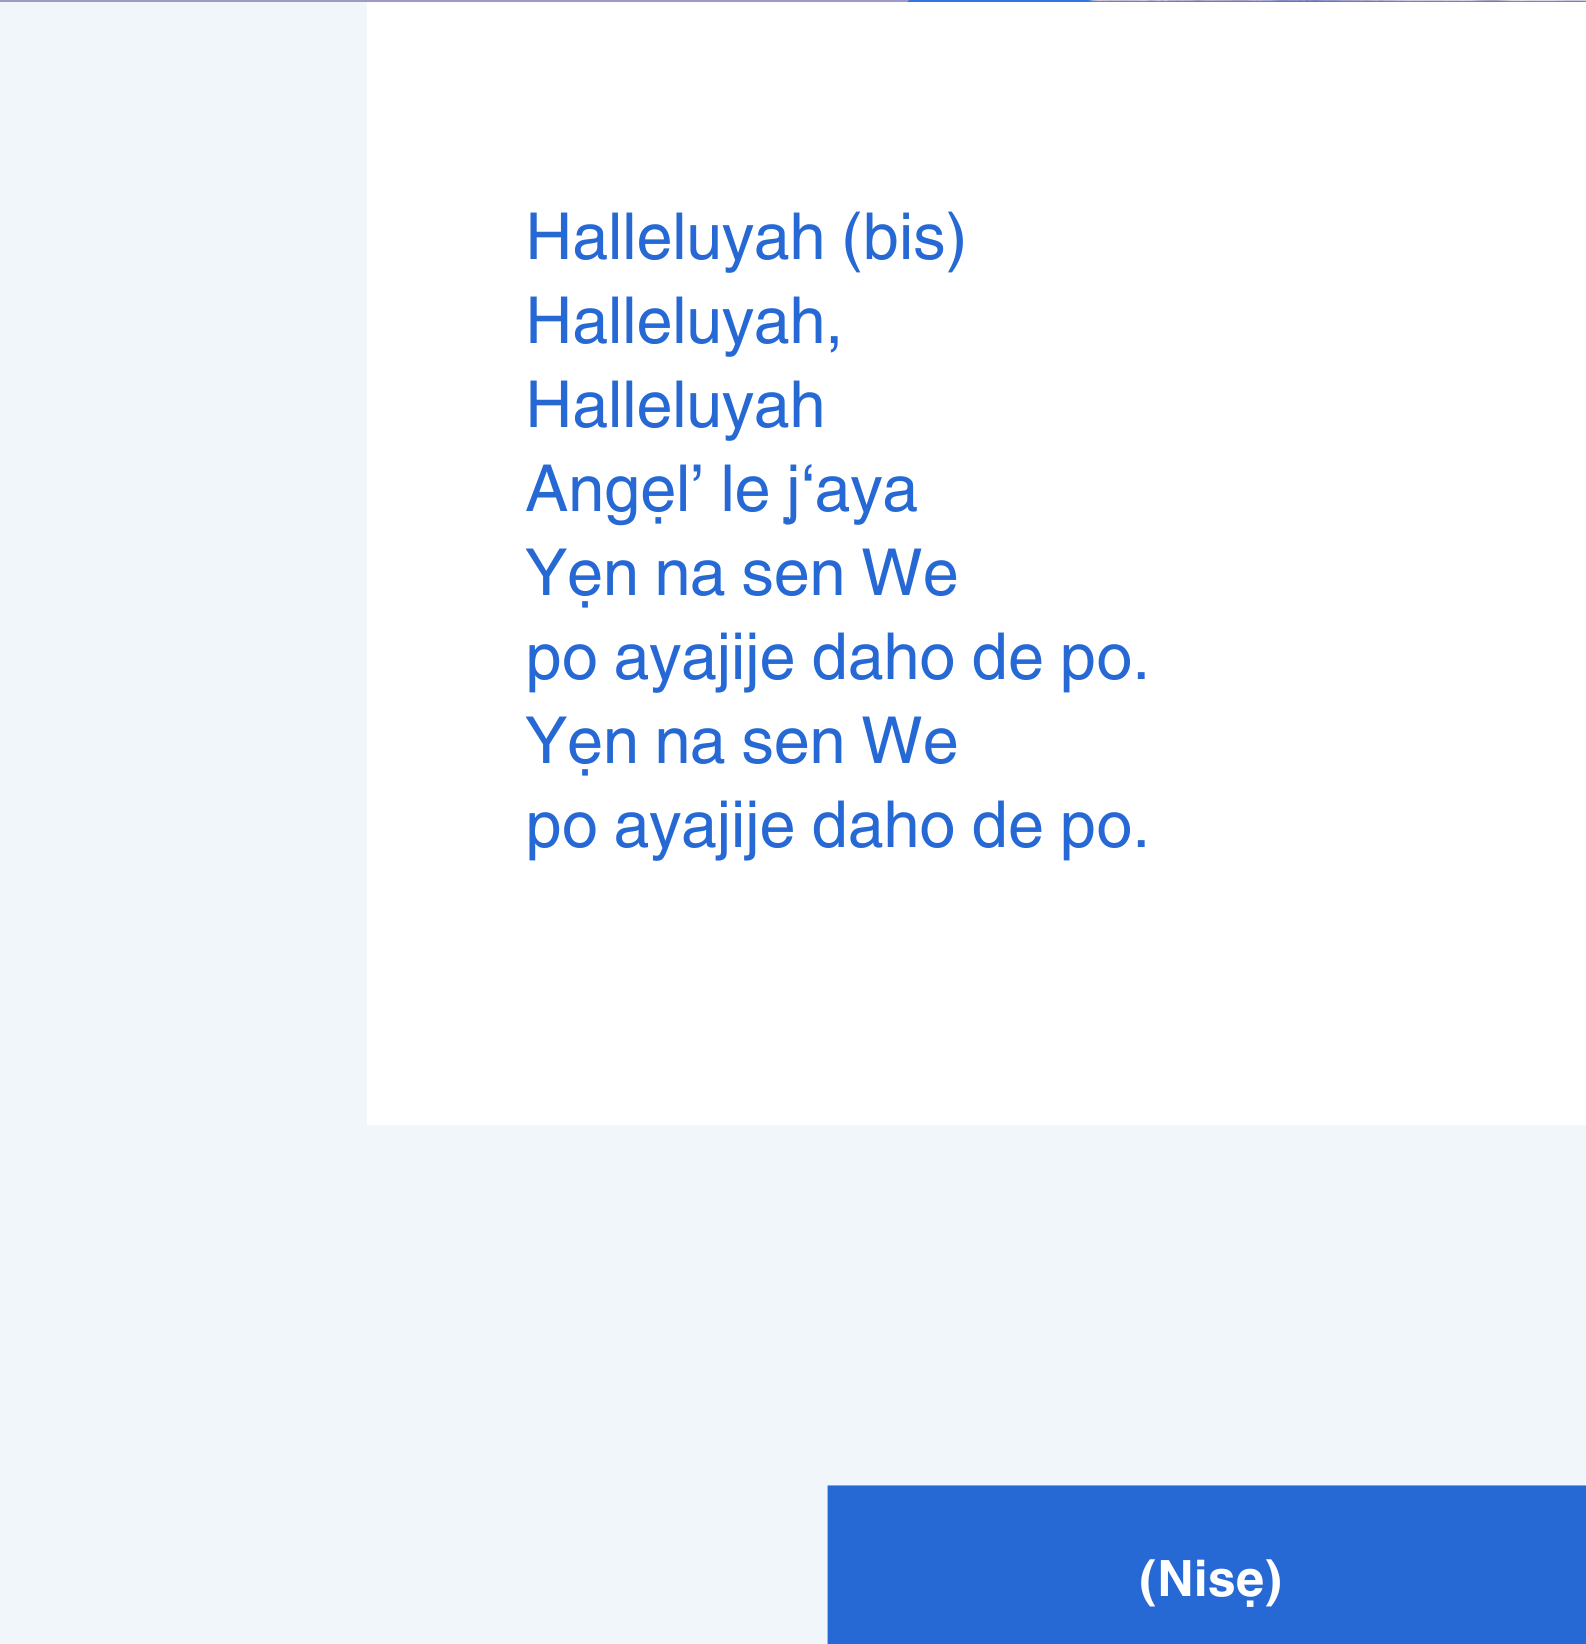 Halleluyah (bis)
Halleluyah,
Halleluyah
Angẹl’ le j‘aya
Yẹn na sen We
po ayajije daho de po.
Yẹn na sen We
po ayajije daho de po.
(Nisẹ)